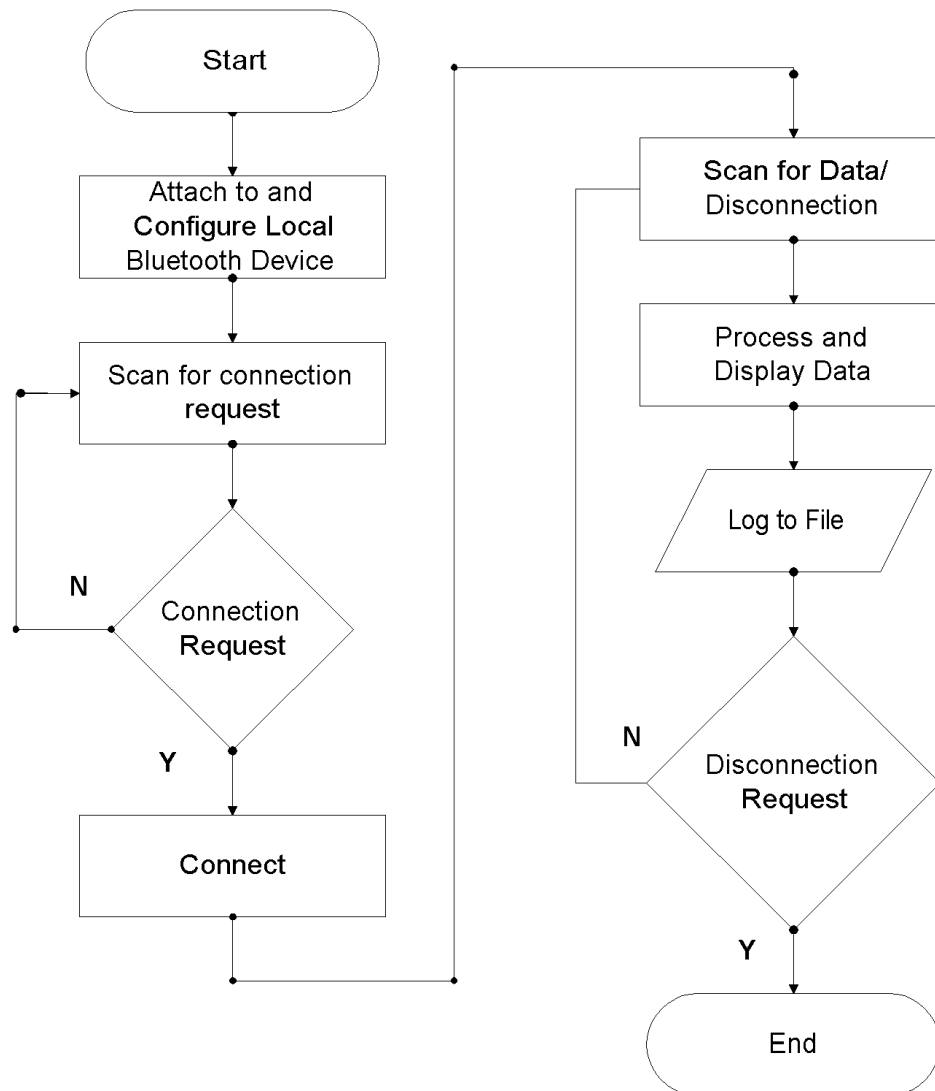 Start
Attach to and
Configure Local
Bluetooth Device
Scan for connection
request
N
Connection
Request
Y
Connect
Scan for Data/
Disconnection
Process and
Display Data
Log to File
N
Disconnection
Request
Y
End